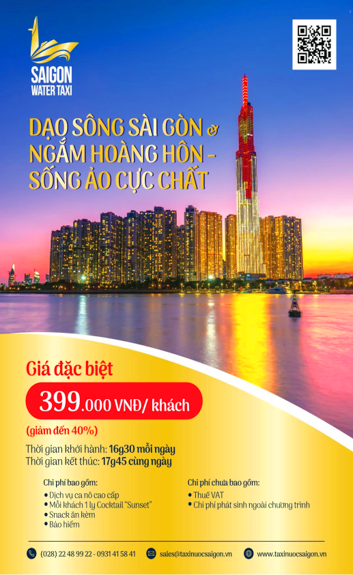 SAIGON
WATER TAXI
DẠO SÔNG SÀI GÒN &
NGẮM HOÀNG HÔN -
SỐNG ẢO CỰC CHẤT
Giá đặc biệt
399.000 VNĐ/ khách
(giảm đến 40%)
Thời gian khởi hành: 16g30 mỗi ngày
Thời gian kết thúc: 17g45 cùng ngày
Chi phí bao gồm:
• Dịch vụ ca nô cao cấp
• Mỗi khách 1 ly Cocktail "Sunset"
• Snack ăn kèm
• Bảo hiểm
Chi phí chưa bao gồm:
• Thuế VAT
• Chi phí phát sinh ngoài chương trình
(028) 22 48 99 22 - 0931 41 58 41
sales@taxinuocsaigon.vn
www.taxinuocsaigon.vn